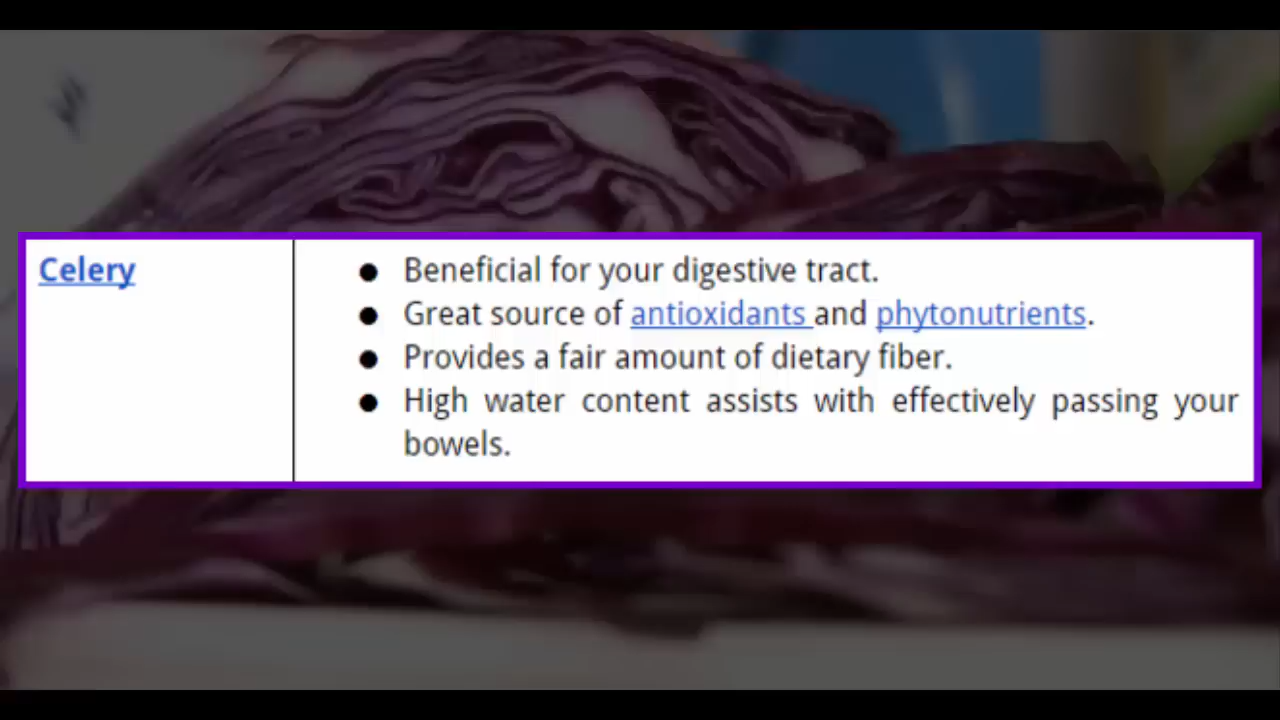 Celery
● Beneficial for your digestive tract.
● Great source of antioxidants and phytonutrients.
● Provides a fair amount of dietary fiber.
● High water content assists with effectively passing your
bowels.